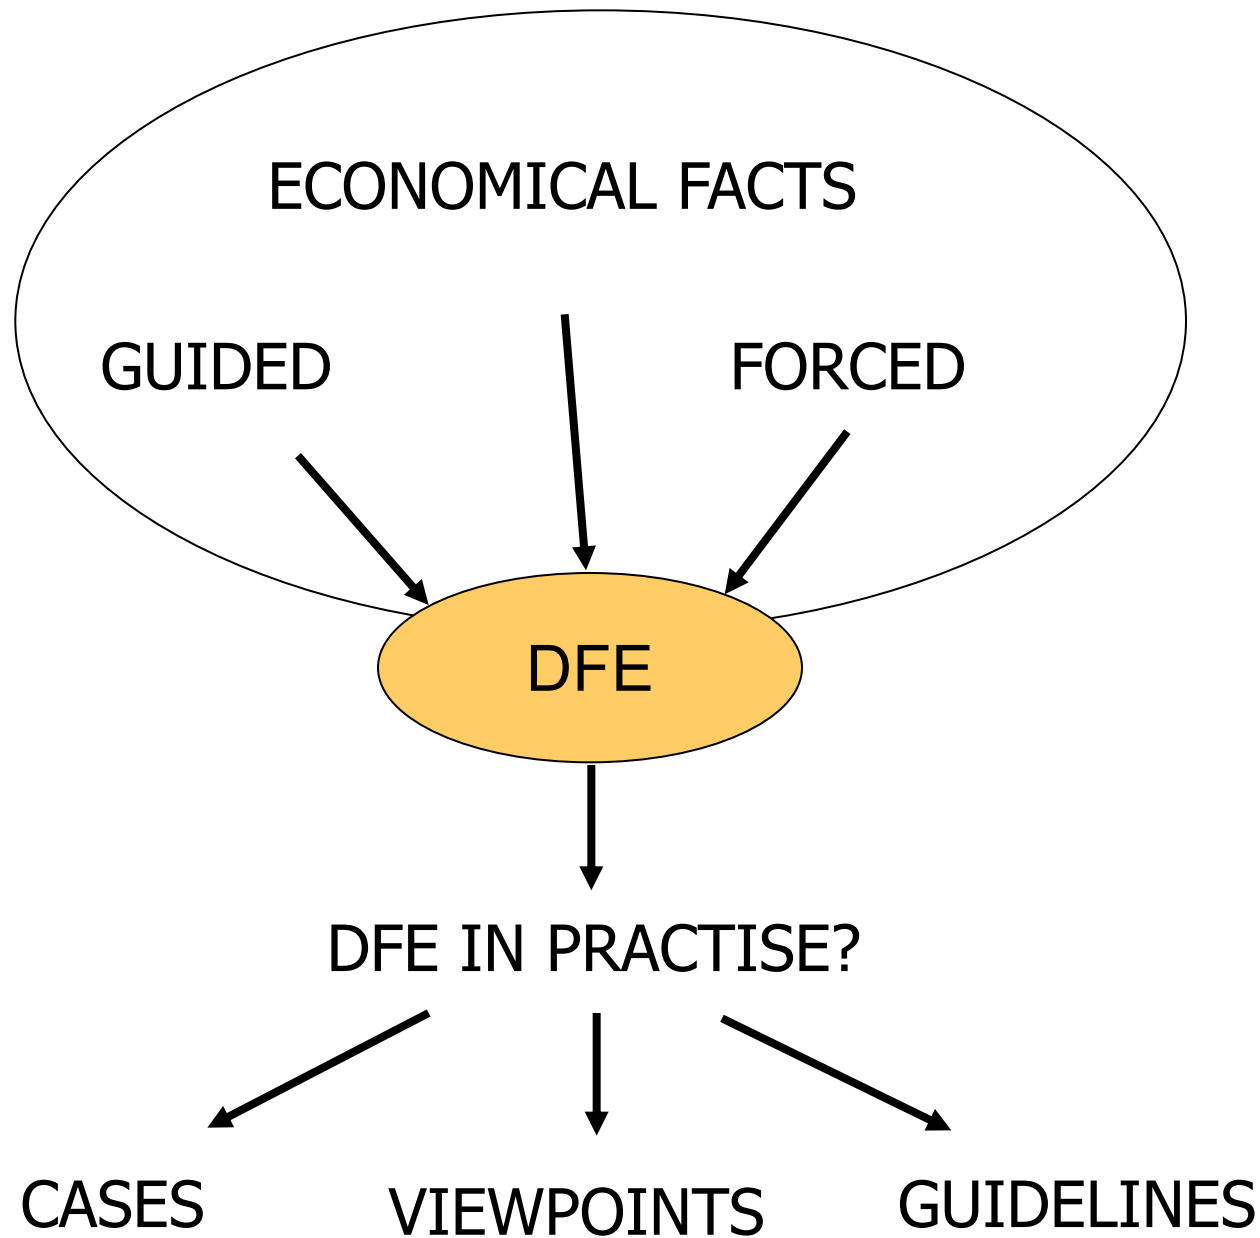 ECONOMICAL FACTS
GUIDED
FORCED
DFE
DFE IN PRACTISE?
CASES
VIEWPOINTS
GUIDELINES